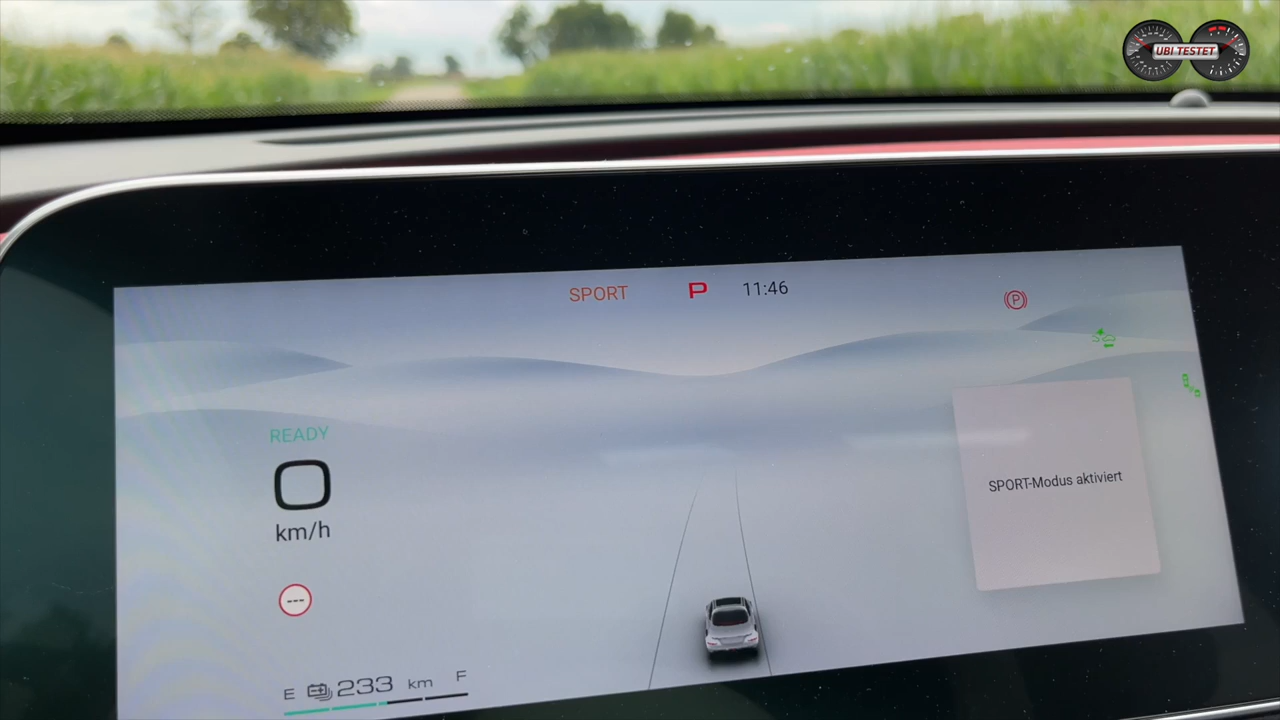 UBI TESTET
SPORT P 11:46
READY
0
km/h
SPORT-Modus aktiviert
---
E 233 km F